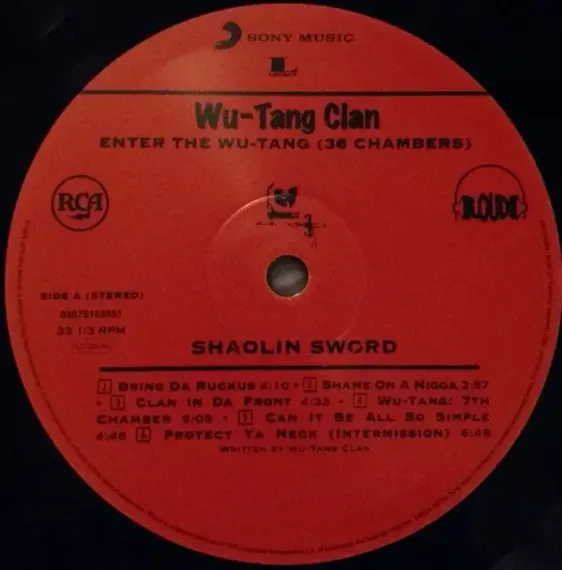 SONY MUSIC
Wu-Tang Clan
ENTER THE WU-TANG (36 CHAMBERS)
RCA
LOUD
SIDE A (STEREO)
33 1/3 RPM
SHAOLIN SWORD
1 BRING DA RUCKUS 4:10 · 2 SHAME ON A NIGGA 2:57
· 3 CLAN IN DA FRONT 4:33 · 4 WU-TANG: 7TH
CHAMBER 6:05 · 5 CAN IT BE ALL SO SIMPLE
4:46 6 PROTECT YA NECK (INTERMISSION) 6:48
WRITTEN BY WU-TANG CLAN